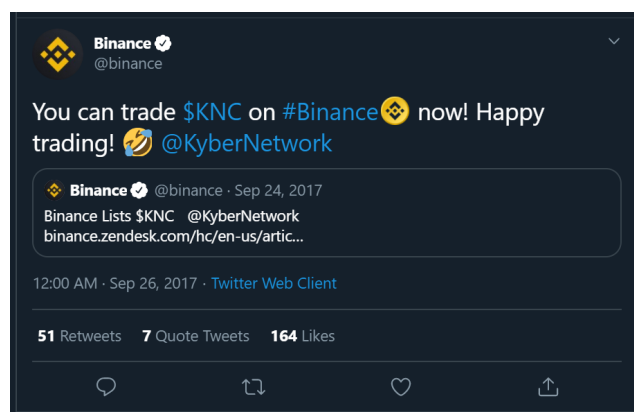 Binance
@binance
You can trade $KNC on #Binance now! Happy
trading! 🤣 @KyberNetwork
Binance @binance · Sep 24, 2017
Binance Lists $KNC @KyberNetwork
binance.zendesk.com/hc/en-us/artic...
12:00 AM · Sep 26, 2017 · Twitter Web Client
51 Retweets 7 Quote Tweets 164 Likes